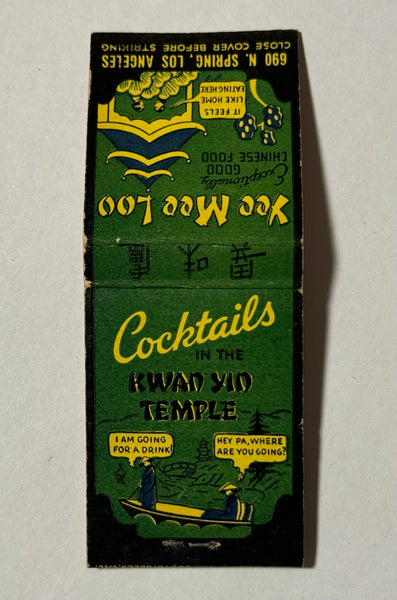 Yee Mee Loo
Exceptionally
GOOD
CHINESE FOOD
IT FEELS
LIKE HOME
EATING HERE
690 N. SPRING, LOS ANGELES
CLOSE COVER BEFORE STRIKING
Cocktails
IN THE
KWAN YIN
TEMPLE
I AM GOING
FOR A DRINK!
HEY PA, WHERE
ARE YOU GOING?